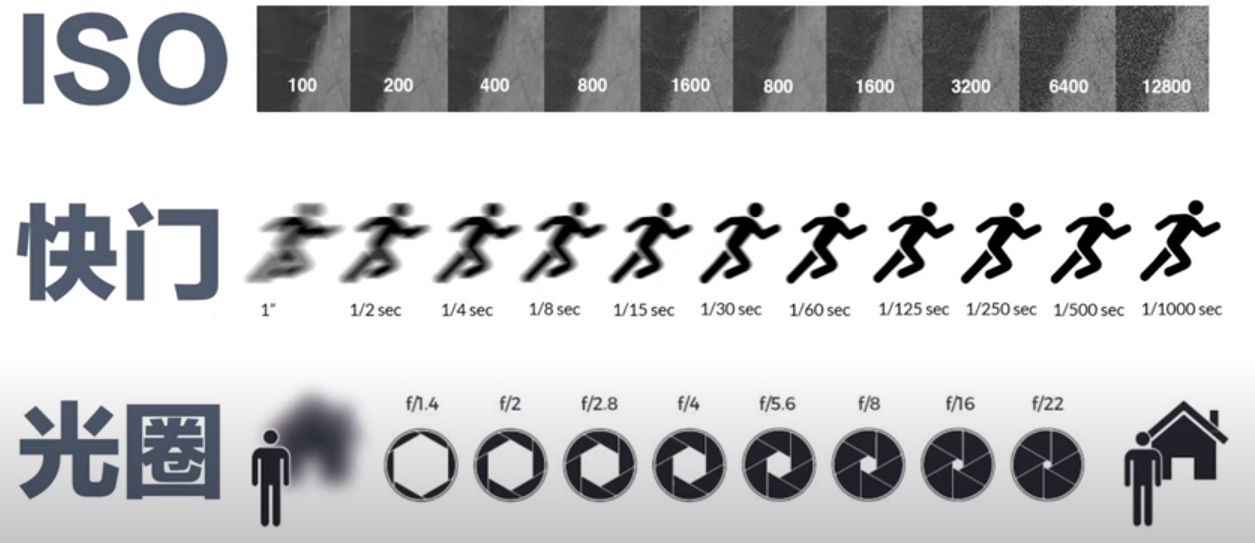 ISO
100 200 400 800 1600 800 1600 3200 6400 12800
快门
1" 1/2 sec 1/4 sec 1/8 sec 1/15 sec 1/30 sec 1/60 sec 1/125 sec 1/250 sec 1/500 sec 1/1000 sec
光圈
f/1.4 f/2 f/2.8 f/4 f/5.6 f/8 f/16 f/22